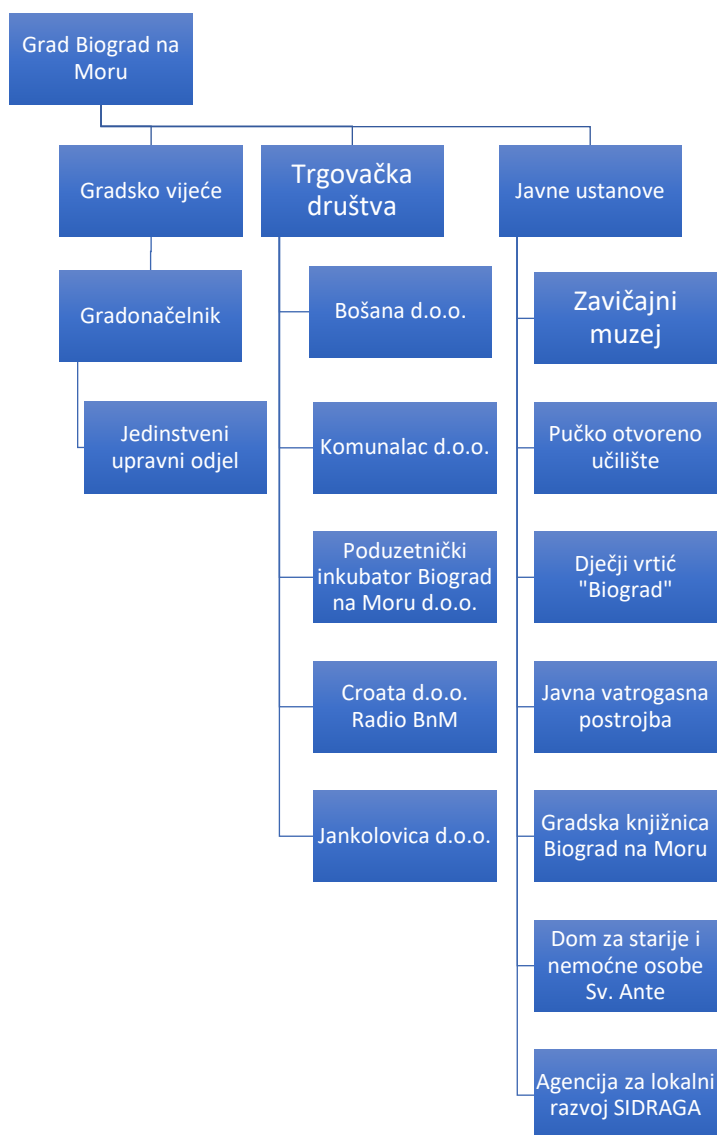 Grad Biograd na
Moru
Gradsko vijeće
Trgovačka
društva
Javne ustanove
Gradonačelnik
Jedinstveni
upravni odjel
Bošana d.o.o.
Komunalac d.o.o.
Poduzetnički
inkubator Biograd
na Moru d.o.o.
Croata d.o.o.
Radio BnM
Jankolovica d.o.o.
Zavičajni
muzej
Pučko otvoreno
učilište
Dječji vrtić
"Biograd"
Javna vatrogasna
postrojba
Gradska knjižnica
Biograd na Moru
Dom za starije i
nemoćne osobe
Sv. Ante
Agencija za lokalni
razvoj SIDRAGA